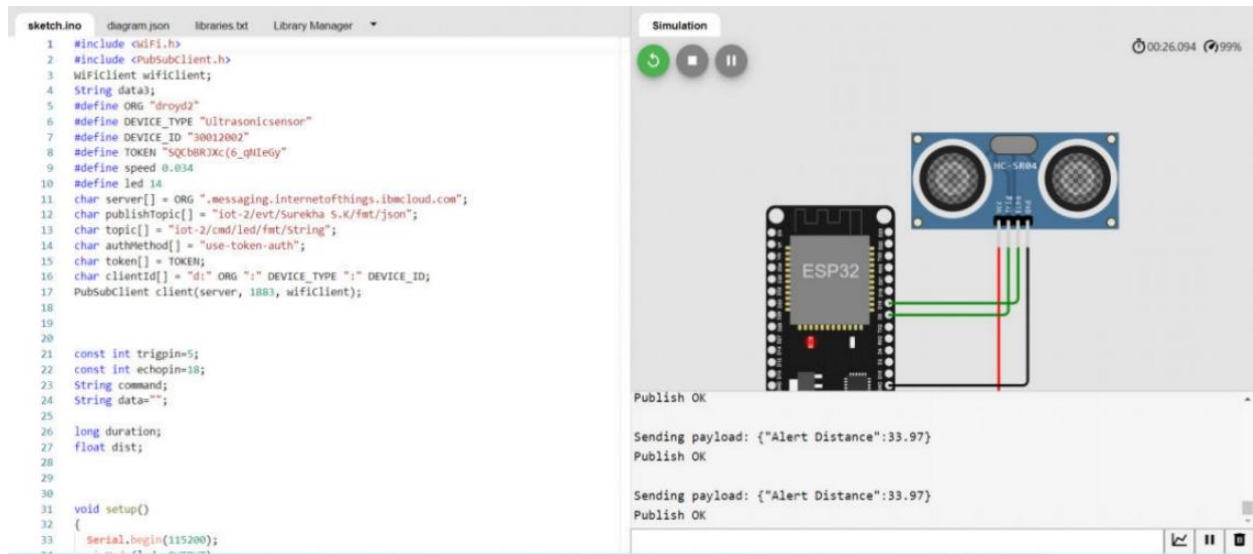 sketch.ino diagram.json libraries.txt Library Manager
1 #include <WiFi.h>
2 #include <PubSubClient.h>
3 WiFiClient wifiClient;
4 String data3;
5 #define ORG "droyd2"
6 #define DEVICE_TYPE "Ultrasonicsensor"
7 #define DEVICE_ID "30012002"
8 #define TOKEN "SQCbBRJXc(6_qNIeGy"
9 #define speed 0.034
10 #define led 14
11 char server[] = ORG ".messaging.internetofthings.ibmcloud.com";
12 char publishTopic[] = "iot-2/evt/Surekha S.K/fmt/json";
13 char topic[] = "iot-2/cmd/led/fmt/String";
14 char authMethod[] = "use-token-auth";
15 char token[] = TOKEN;
16 char clientId[] = "d:" ORG ":" DEVICE_TYPE ":" DEVICE_ID;
17 PubSubClient client(server, 1883, wifiClient);
18
19
20
21 const int trigpin=5;
22 const int echopin=18;
23 String command;
24 String data="";
25
26 long duration;
27 float dist;
28
29
30
31 void setup()
32 {
33 Serial.begin(115200);
Simulation
00:26.094 99%
HC-SR04
ESP32
Publish OK
Sending payload: {"Alert Distance":33.97}
Publish OK
Sending payload: {"Alert Distance":33.97}
Publish OK